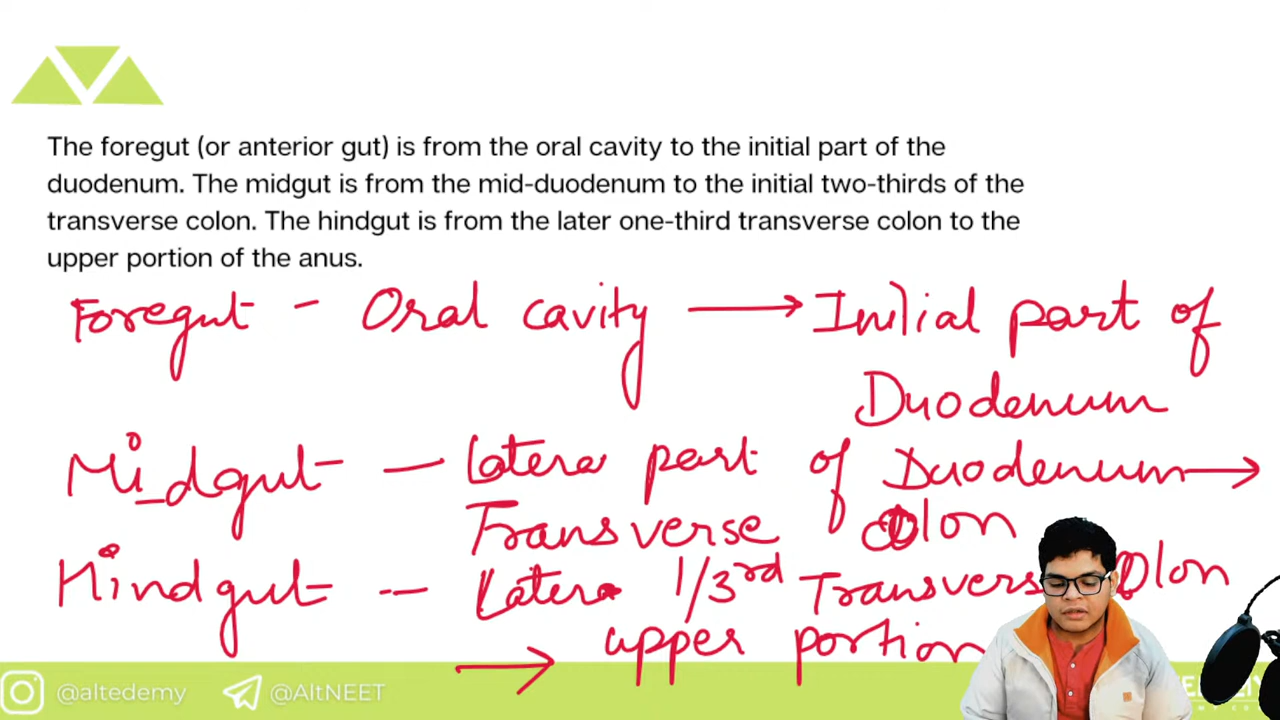 The foregut (or anterior gut) is from the oral cavity to the initial part of the
duodenum. The midgut is from the mid-duodenum to the initial two-thirds of the
transverse colon. The hindgut is from the later one-third transverse colon to the
upper portion of the anus.
Foregut - Oral cavity → Initial part of
Duodenum
Midgut - later part of Duodenum →
Transverse Colon
Hindgut - later 1/3rd Transverse Colon
→ upper portion
@altedemy @AltNEET